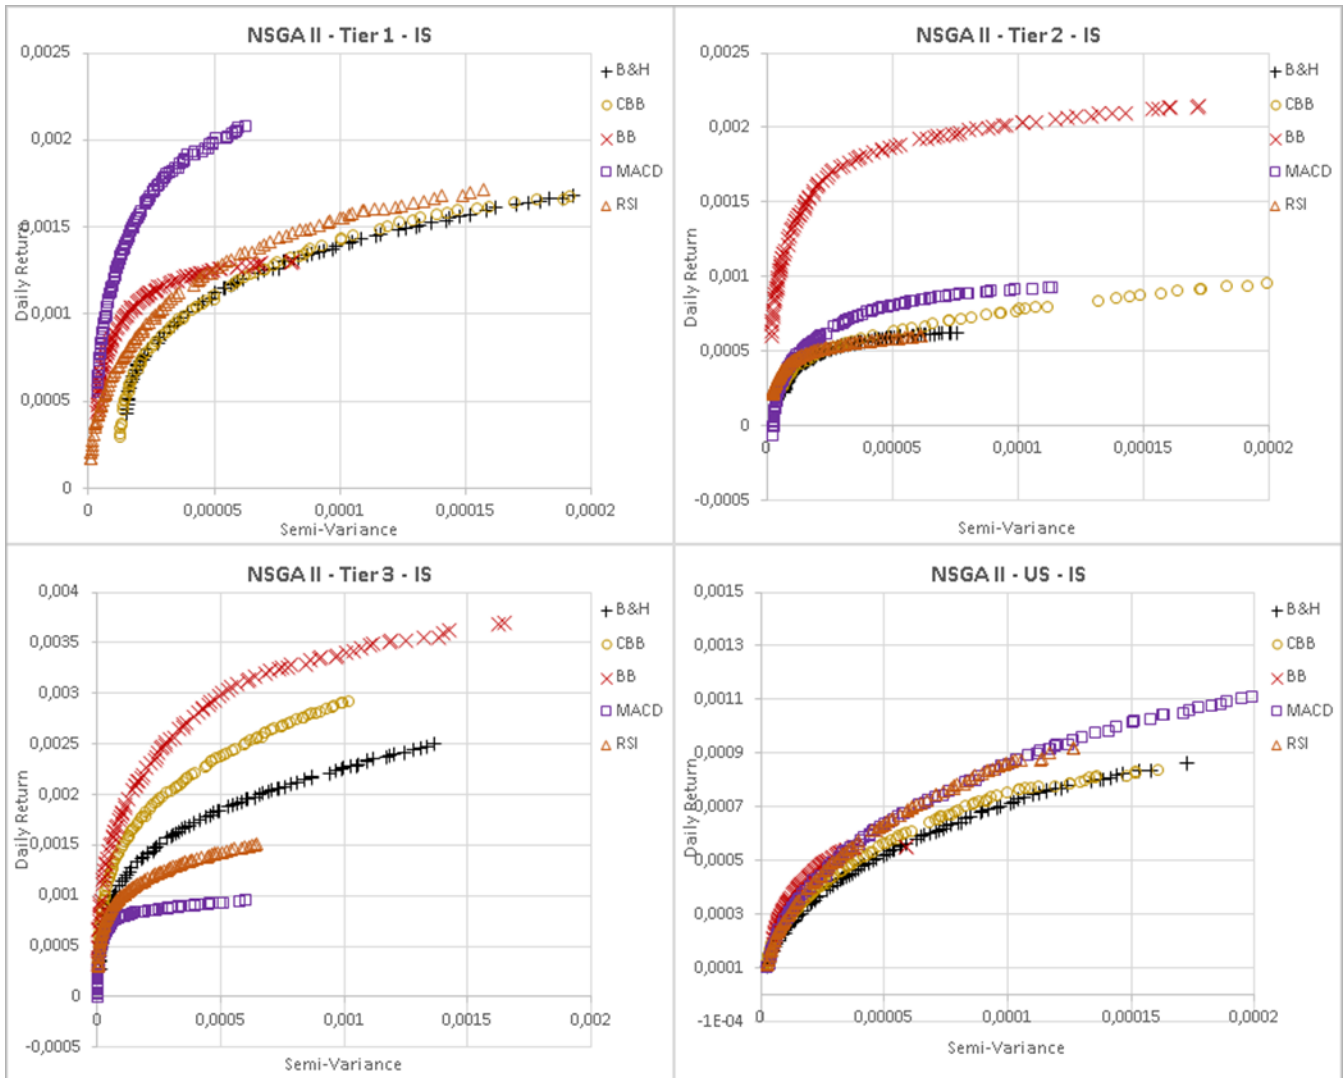 NSGA II - Tier 1 - IS
0,0025
0,002
0,0015
0,001
0,0005
0
Daily Return
0
0,00005
0,0001
0,00015
0,0002
Semi-Variance
B&H
CBB
BB
MACD
RSI
NSGA II - Tier 2 - IS
0,0025
0,002
0,0015
0,001
0,0005
0
-0,0005
Daily Return
0
0,00005
0,0001
0,00015
0,0002
Semi-Variance
B&H
CBB
BB
MACD
RSI
NSGA II - Tier 3 - IS
0,004
0,0035
0,003
0,0025
0,002
0,0015
0,001
0,0005
0
-0,0005
Daily Return
0
0,00005
0,0001
0,00015
0,0002
Semi-Variance
B&H
CBB
BB
MACD
RSI
NSGA II - US - IS
0,0015
0,0013
0,0011
0,0009
0,0007
0,0005
0,0003
0,0001
-1E-04
Daily Return
0
0,00005
0,0001
0,00015
0,0002
Semi-Variance
B&H
CBB
BB
MACD
RSI